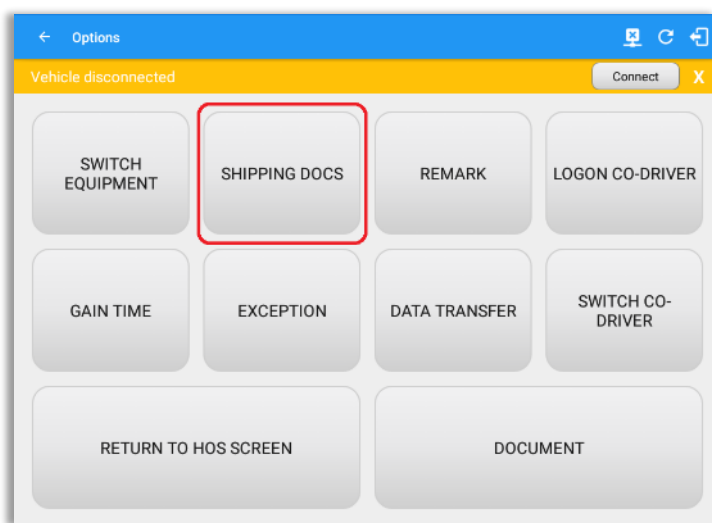 Options
Vehicle disconnected
Connect
X
SWITCH
EQUIPMENT
SHIPPING DOCS
REMARK
LOGON CO-DRIVER
GAIN TIME
EXCEPTION
DATA TRANSFER
SWITCH CO-
DRIVER
RETURN TO HOS SCREEN
DOCUMENT